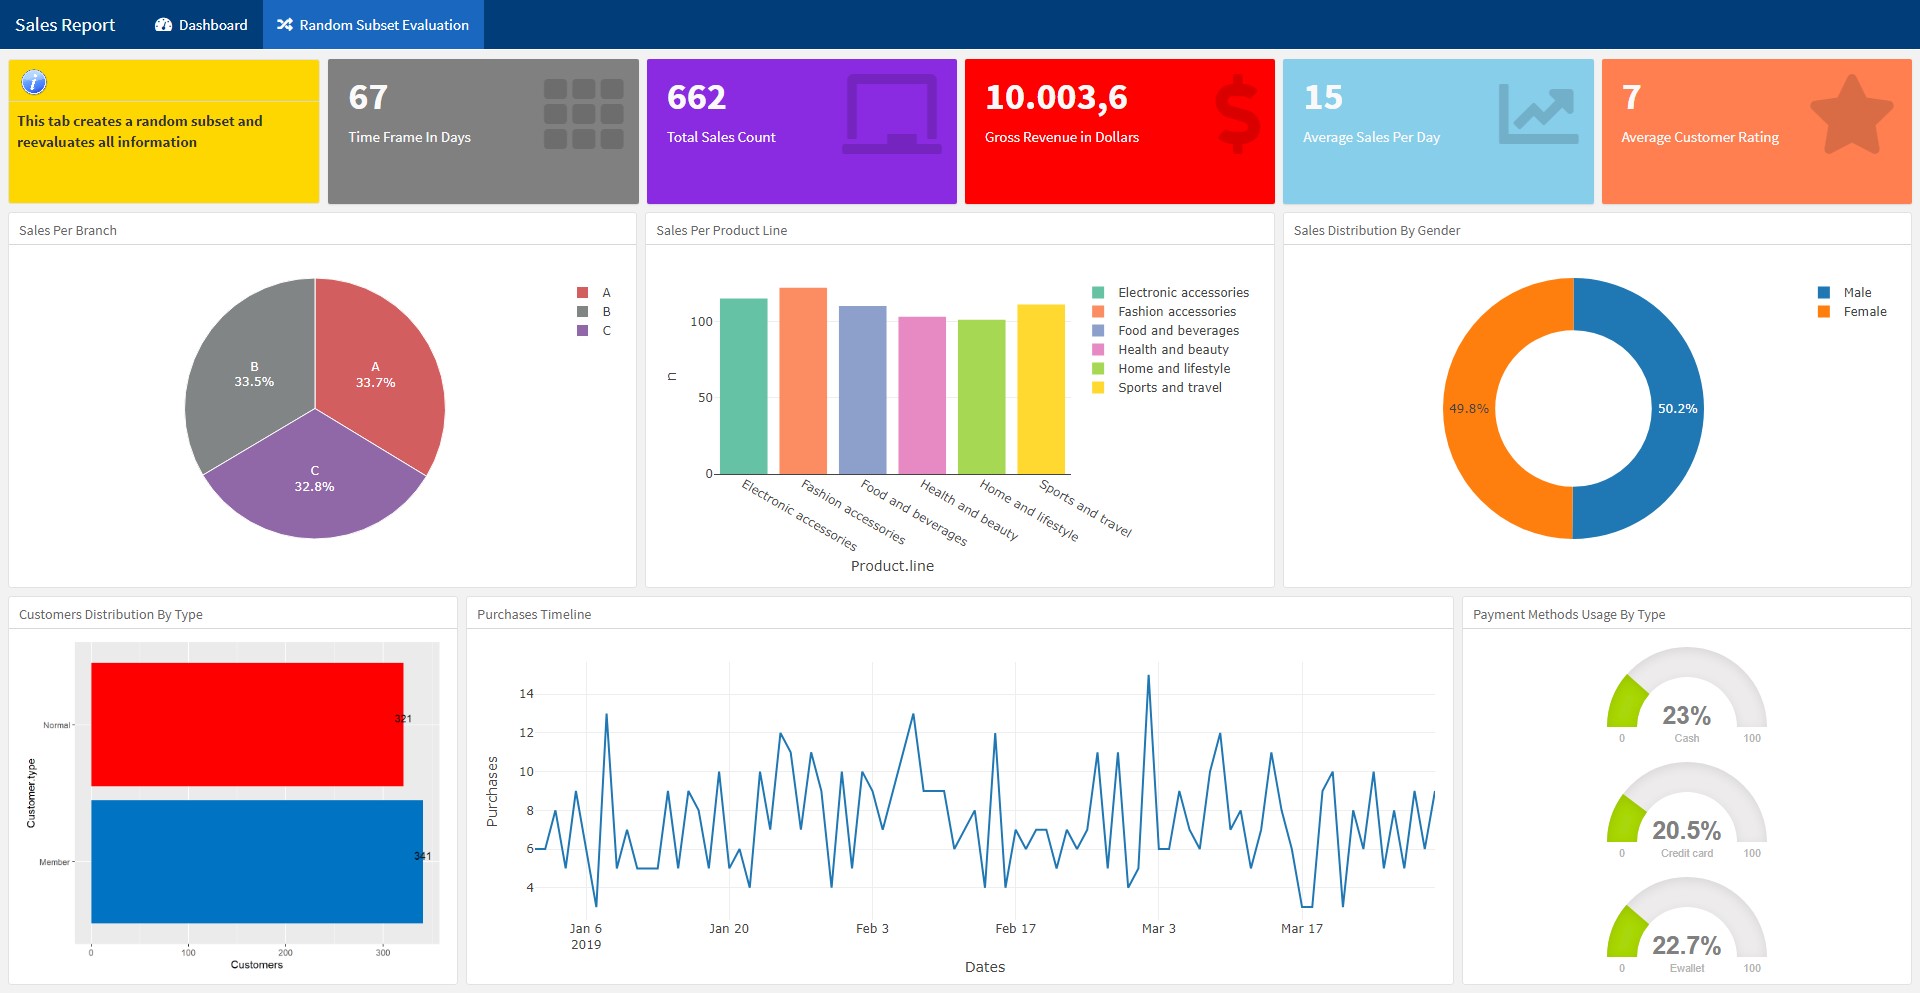 Sales Report
Dashboard
Random Subset Evaluation
i
This tab creates a random subset and
reevaluates all information
67
Time Frame In Days
662
Total Sales Count
10.003,6
Gross Revenue in Dollars
$
15
Average Sales Per Day
7
Average Customer Rating
Sales Per Branch
A
33.7%
B
33.5%
C
32.8%
A
B
C
Sales Per Product Line
n
100
50
0
Electronic accessories
Fashion accessories
Food and beverages
Health and beauty
Home and lifestyle
Sports and travel
Product.line
Electronic accessories
Fashion accessories
Food and beverages
Health and beauty
Home and lifestyle
Sports and travel
Sales Distribution By Gender
49.8%
50.2%
Male
Female
Customers Distribution By Type
Customer.type
Normal
321
Member
341
0 100 200 300
Customers
Purchases Timeline
Purchases
14
12
10
8
6
4
Jan 6 Jan 20 Feb 3 Feb 17 Mar 3 Mar 17
2019
Dates
Payment Methods Usage By Type
23%
0 Cash 100
20.5%
0 Credit card 100
22.7%
0 Ewallet 100